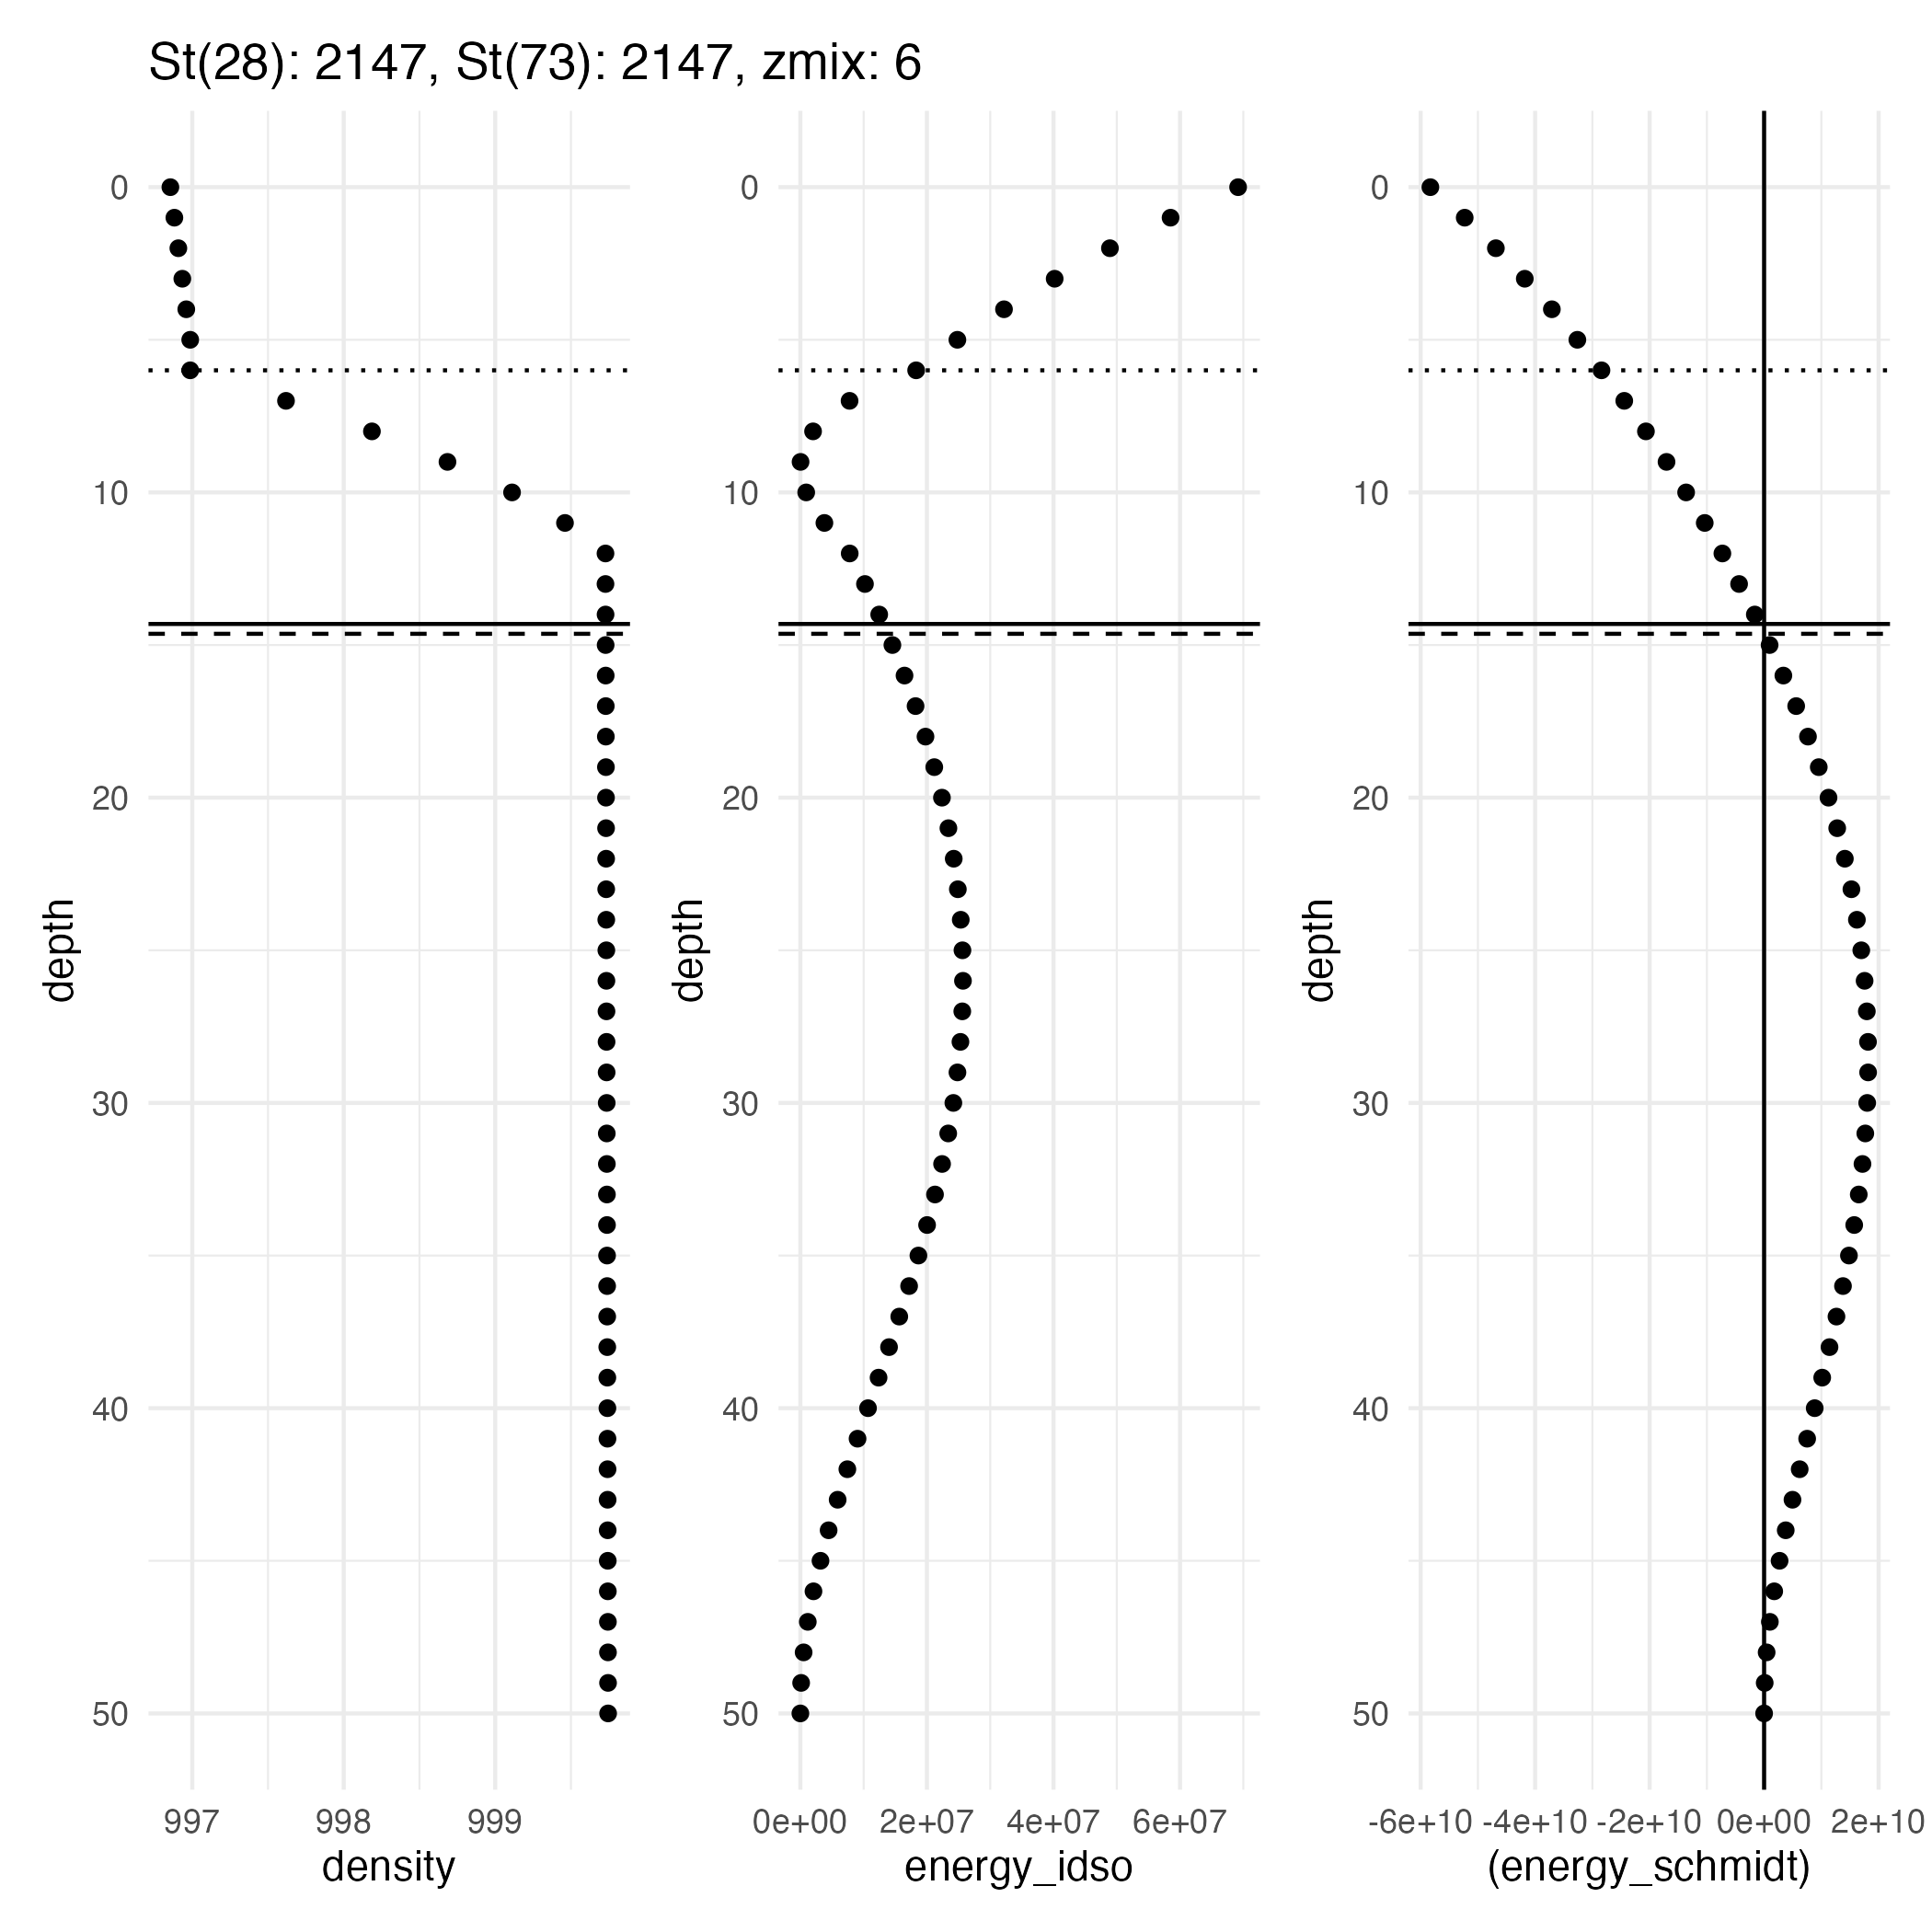 St(28): 2147, St(73): 2147, zmix: 6
0
10
20
30
40
50
depth
997 998 999
density
0
10
20
30
40
50
depth
0e+00 2e+07 4e+07 6e+07
energy_idso
0
10
20
30
40
50
depth
-6e+10 -4e+10 -2e+10 0e+00 2e+10
(energy_schmidt)